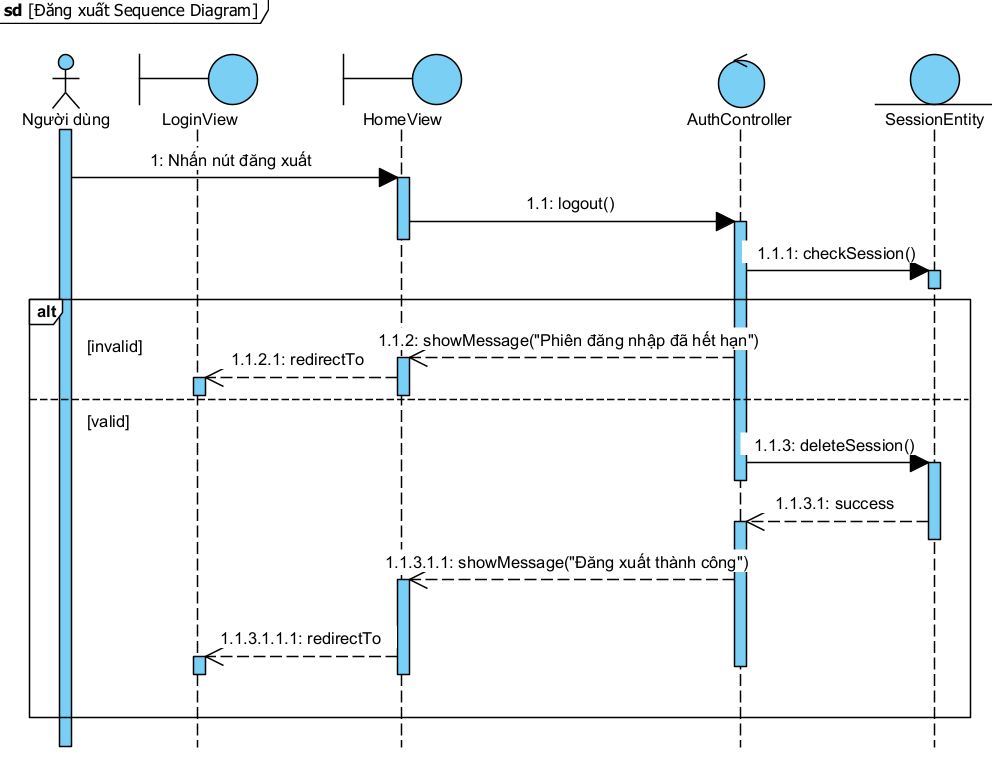 sd [Đăng xuất Sequence Diagram]
Người dùng
LoginView
HomeView
AuthController
SessionEntity
1: Nhấn nút đăng xuất
1.1: logout()
1.1.1: checkSession()
alt
[invalid]
1.1.2: showMessage("Phiên đăng nhập đã hết hạn")
1.1.2.1: redirectTo
[valid]
1.1.3: deleteSession()
1.1.3.1: success
1.1.3.1.1: showMessage("Đăng xuất thành công")
1.1.3.1.1.1: redirectTo